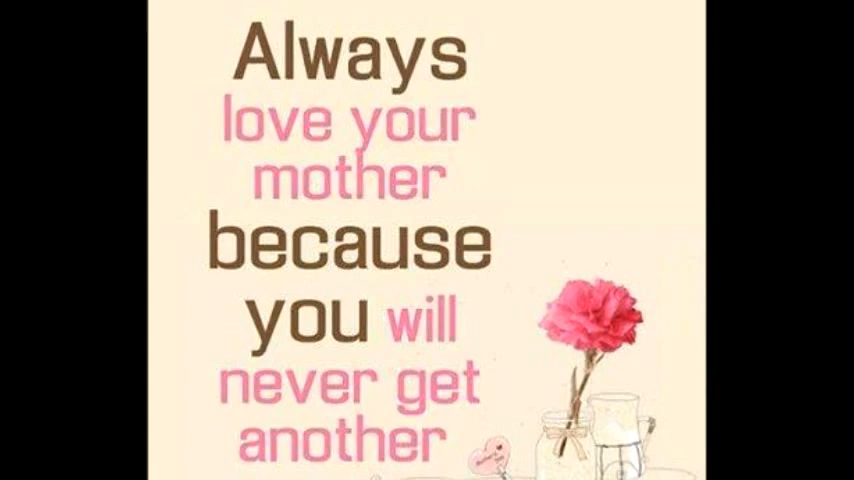 Always
love your
mother
because
you will
never get
another